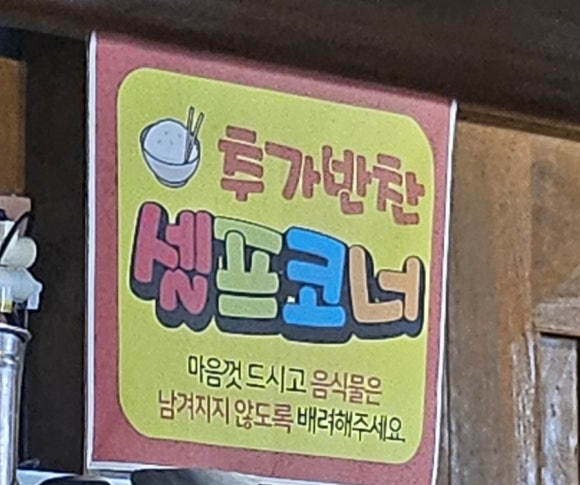 추가반찬
셀프코너
마음껏 드시고 음식물은
남겨지지 않도록 배려해주세요